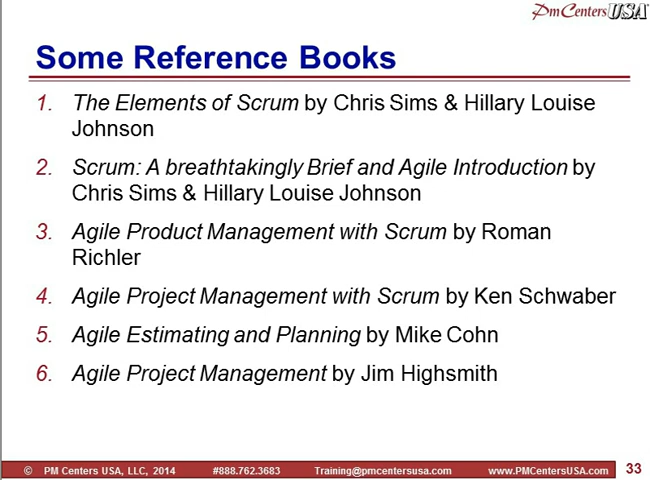 PmCentersUSA
Some Reference Books
1. The Elements of Scrum by Chris Sims & Hillary Louise
Johnson
2. Scrum: A breathtakingly Brief and Agile Introduction by
Chris Sims & Hillary Louise Johnson
3. Agile Product Management with Scrum by Roman
Richler
4. Agile Project Management with Scrum by Ken Schwaber
5. Agile Estimating and Planning by Mike Cohn
6. Agile Project Management by Jim Highsmith
© PM Centers USA, LLC, 2014 #888.762.3683 Training@pmcentersusa.com www.PMCentersUSA.com 33